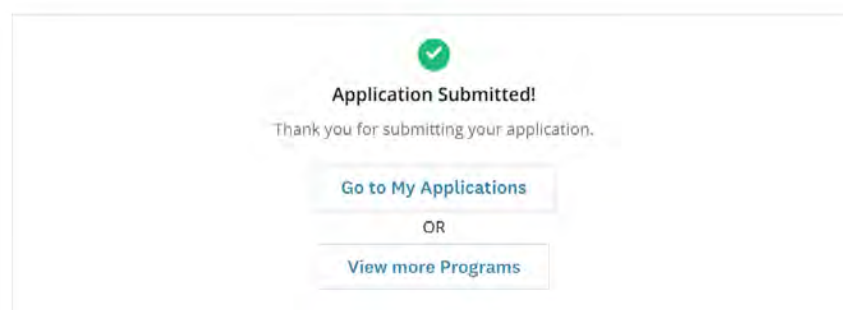 Application Submitted!
Thank you for submitting your application.
Go to My Applications
OR
View more Programs